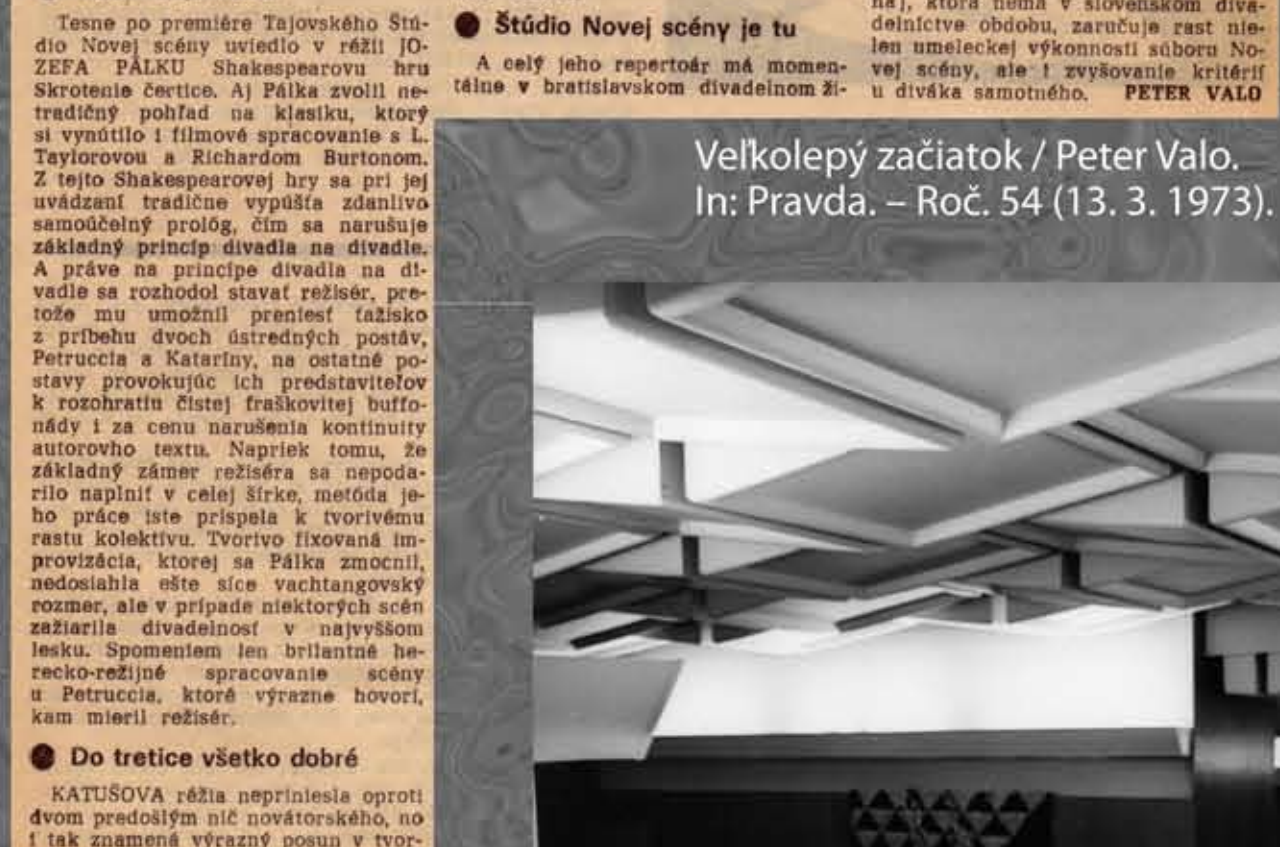 Tesne po premiére Tajovského Štú-
dio Novej scény uviedlo v réžii JO-
ZEFA PÁLKU Shakespearovu hru
Skrotenie čertice. Aj Pálka zvolil ne-
tradičný pohľad na klasiku, ktorý
si vynútilo i filmové spracovanie s L.
Taylorovou a Richardom Burtonom.
Z tejto Shakespearovej hry sa pri jej
uvádzaní tradične vypúšťa zdanlivo
samoúčelný prológ, čím sa narušuje
základný princíp divadla na divadle.
A práve na princípe divadla na di-
vadle sa rozhodol stavať režisér, pre-
tože mu umožnil preniesť ťažisko
z príbehu dvoch ústredných postáv,
Petruccia a Kataríny, na ostatné po-
stavy provokujúc ich predstaviteľov
k rozohratiu čistej fraškovitej buffo-
nády i za cenu narušenia kontinuity
autorovho textu. Napriek tomu, že
základný zámer režiséra sa nepoda-
rilo naplniť v celej šírke, metóda je-
ho práce iste prispela k tvorivému
rastu kolektívu. Tvorivo fixovaná im-
provizácia, ktorej sa Pálka zmocnil,
nedosiahla ešte síce vachtangovský
rozmer, ale v prípade niektorých scén
zažiarila divadelnosť v najvyššom
lesku. Spomeniem len brilantné he-
recko-režijné spracovanie scény
u Petruccia, ktoré výrazne hovorí,
kam mieril režisér.
● Do tretice všetko dobré
KATUŠOVA réžia nepriniesla oproti
dvom predošlým nič novátorského, no
i tak znamená výrazný posun v tvor-
● Štúdio Novej scény je tu
A celý jeho repertoár má momen-
tálne v bratislavskom divadelnom ži-
naj, ktorá nemá v slovenskom diva-
delníctve obdobu, zaručuje rast nie-
len umeleckej výkonnosti súboru No-
vej scény, ale i zvyšovanie kritérií
u diváka samotného. PETER VALO
Veľkolepý začiatok / Peter Valo.
In: Pravda. – Roč. 54 (13. 3. 1973).